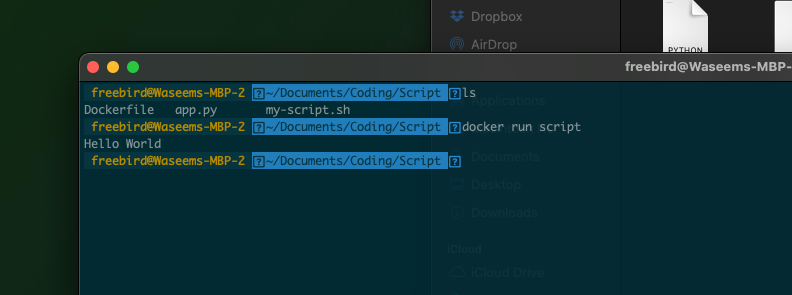 Dropbox
AirDrop
PYTHON
freebird@Waseems-MBP-
freebird@Waseems-MBP-2 ~/Documents/Coding/Script ls
Applications
Dockerfile app.py my-script.sh
freebird@Waseems-MBP-2 ~/Documents/Coding/Script docker run script
Hello World
Documents
freebird@Waseems-MBP-2 ~/Documents/Coding/Script
Desktop
Downloads
iCloud
iCloud Drive